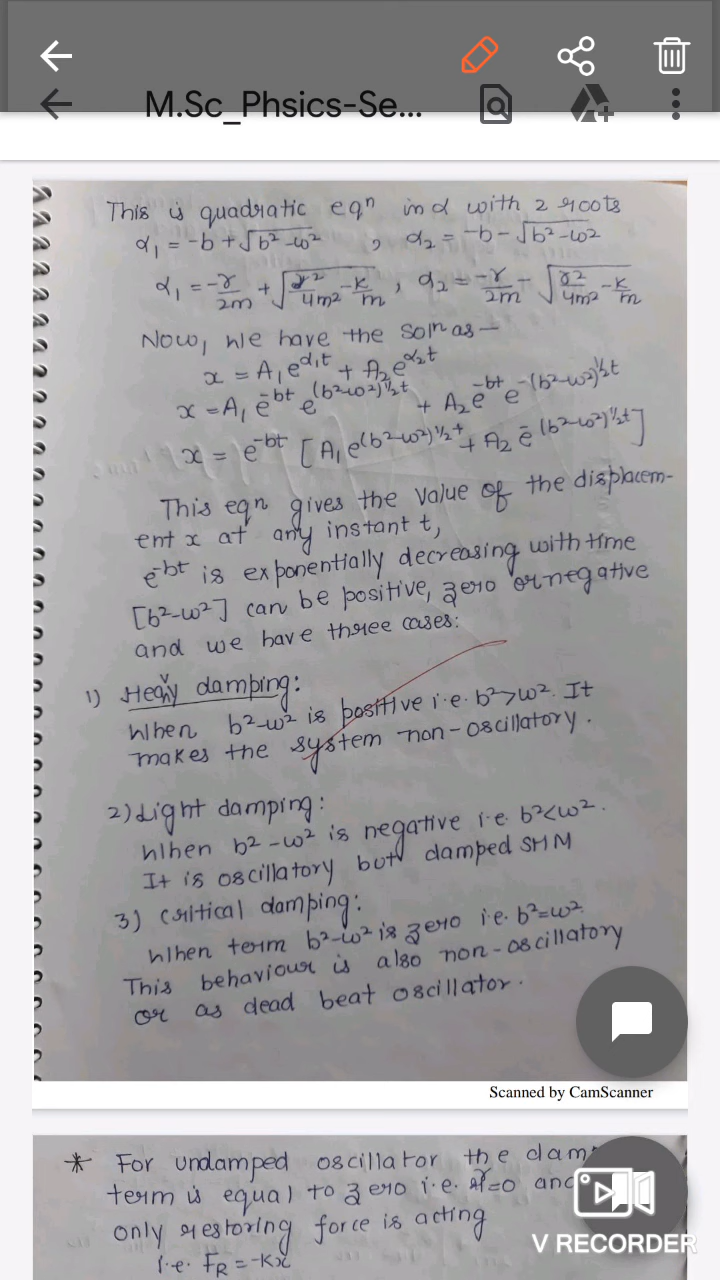 M.Sc_Phsics-Se...
This is quadratic eqn in α with 2 roots
α₁ = -b + √b² - ω² , α₂ = -b - √b² - ω²
α₁ = -r/2m + √r²/4m² - k/m , α₂ = -r/2m - √r²/4m² - k/m
Now, we have the soln as —
x = A₁e^α₁t + A₂e^α₂t
x = A₁ e^-bt e^(b²-ω²)^½t + A₂e^-bt e^-(b²-ω²)^½t
x = e^-bt [A₁e^(b²-ω²)^½t + A₂ e^-(b²-ω²)^½t]
This eqn gives the value of the displacem-
ent x at any instant t,
e^-bt is exponentially decreasing with time
[b²-ω²] can be positive, zero or negative
and we have three cases:
1) Heavy damping:
When b²-ω² is positive i.e. b²>ω². It
makes the system non-oscillatory.
2) Light damping:
When b²-ω² is negative i.e. b²<ω².
It is oscillatory but damped SHM
3) Critical damping:
When term b²-ω² is zero i.e. b²=ω².
This behaviour is also non-oscillatory
or as dead beat oscillator.
Scanned by CamScanner
* For undamped oscillator the dam
term is equal to zero i.e. r=0 and
only restoring force is acting
i.e. F_R = -Kx
V RECORDER